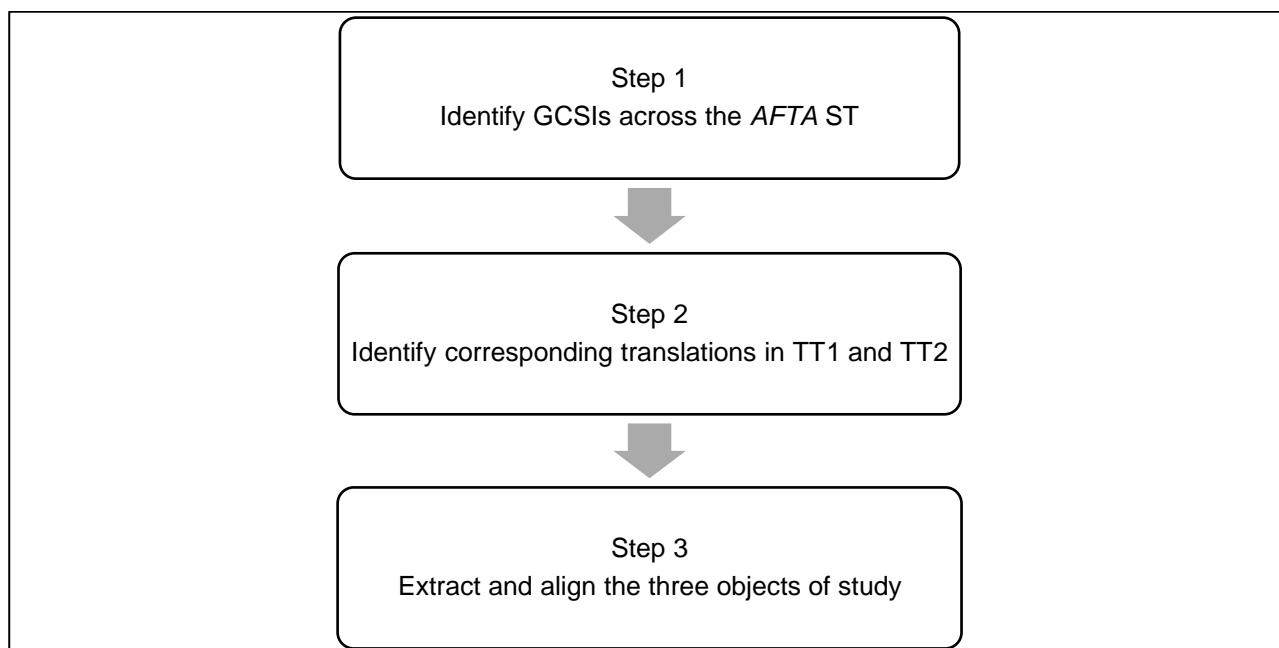 Step 1
Identify GCSIs across the AFTA ST
Step 2
Identify corresponding translations in TT1 and TT2
Step 3
Extract and align the three objects of study